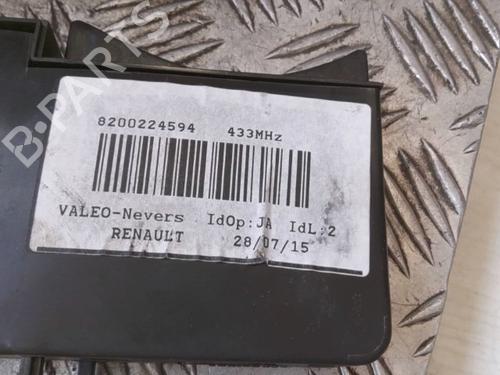 B-PARTS
8200224594 433MHz
VALEO-Nevers IdOp:JA IdL:2
RENAULT 28/07/15